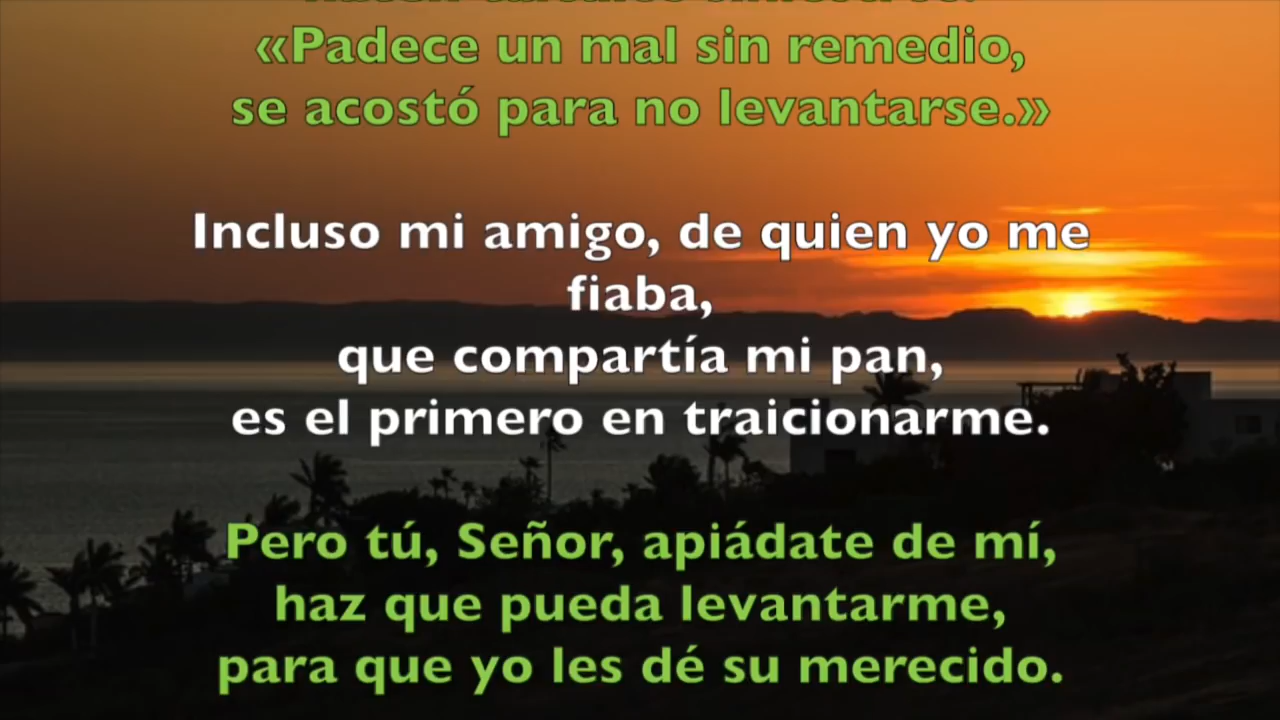 «Padece un mal sin remedio,
se acostó para no levantarse.»
Incluso mi amigo, de quien yo me
fiaba,
que compartía mi pan,
es el primero en traicionarme.
Pero tú, Señor, apiádate de mí,
haz que pueda levantarme,
para que yo les dé su merecido.